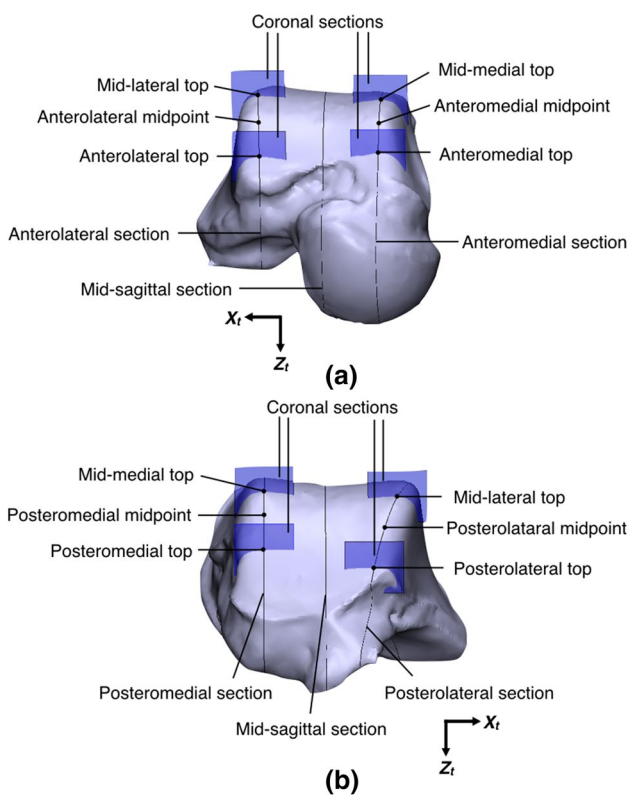 Coronal sections
Mid-lateral top
Mid-medial top
Anterolateral midpoint
Anteromedial midpoint
Anterolateral top
Anteromedial top
Anterolateral section
Anteromedial section
Mid-sagittal section
Xt
Zt
(a)
Coronal sections
Mid-medial top
Mid-lateral top
Posteromedial midpoint
Posterolataral midpoint
Posteromedial top
Posterolateral top
Posteromedial section
Posterolateral section
Mid-sagittal section
Xt
Zt
(b)